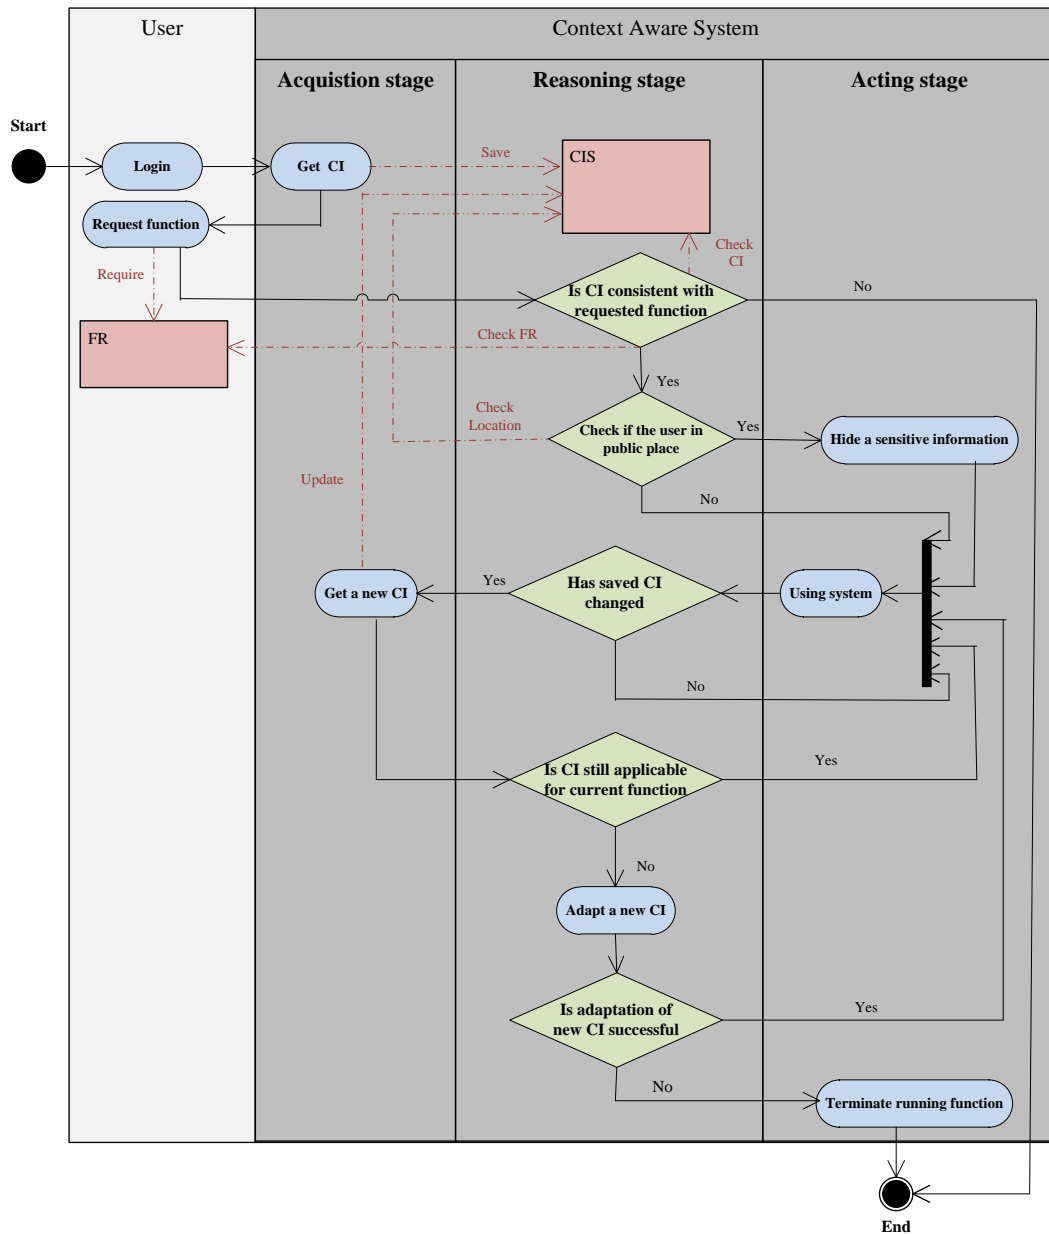 User
Context Aware System
Acquistion stage
Reasoning stage
Acting stage
Start
Login
Get CI
Save
CIS
Request function
Require
Check
CI
Is CI consistent with
requested function
No
FR
Check FR
Yes
Check
Location
Check if the user in
public place
Yes
Hide a sensitive information
Update
No
Get a new CI
Yes
Has saved CI
changed
Using system
No
Is CI still applicable
for current function
Yes
No
Adapt a new CI
Is adaptation of
new CI successful
Yes
No
Terminate running function
End